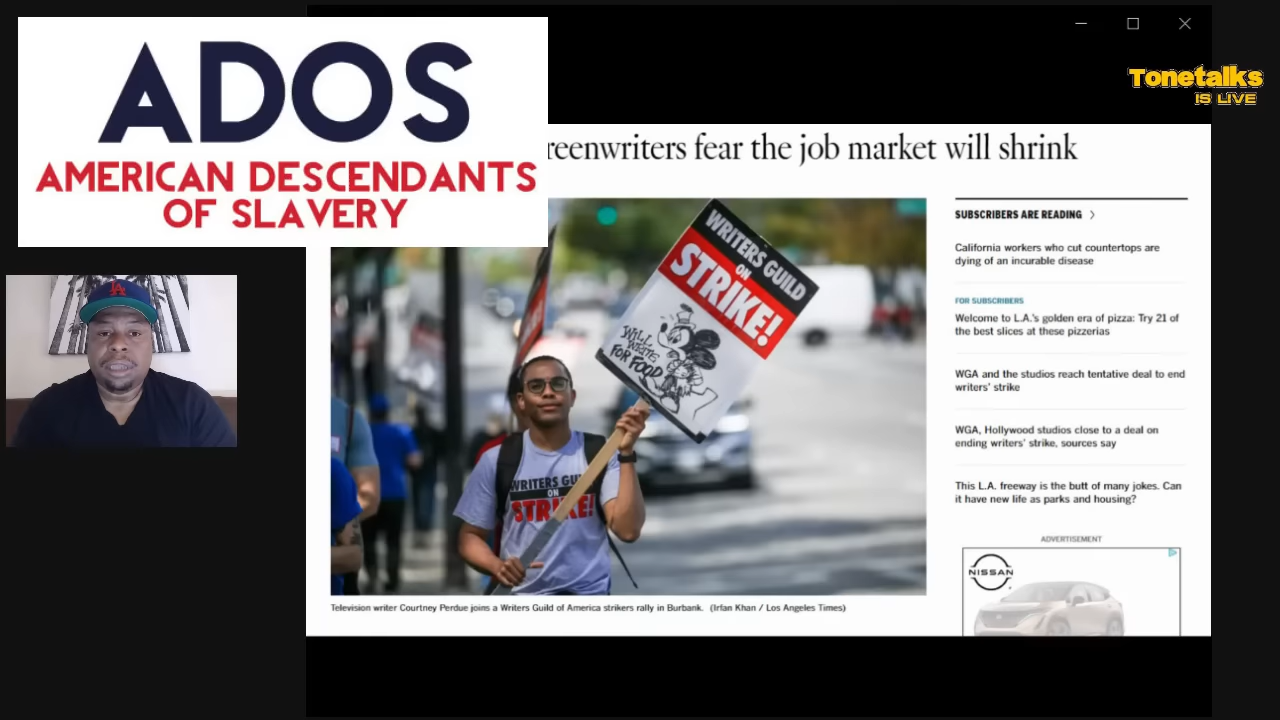 ADOS
AMERICAN DESCENDANTS
OF SLAVERY
Tonetalks
IS LIVE
fear the job market will shrink
WRITERS GUILD
ON
STRIKE!
WILL
WRITE
FOR FOOD
WRITERS
ON
LA
Television writer Courtney Perdue joins a Writers Guild of America strikers rally in Burbank. (Irfan Khan / Los Angeles Times)
SUBSCRIBERS ARE READING
California workers who cut countertops are
dying of an incurable disease
FOR SUBSCRIBERS
Welcome to L.A.'s golden era of pizza: Try 21 of
the best slices at these pizzerias
WGA and the studios reach tentative deal to end
writers' strike
WGA, Hollywood studios close to a deal on
ending writers' strike, sources say
This L.A. freeway is the butt of many jokes. Can
it have new life as parks and housing?
ADVERTISEMENT
NISSAN